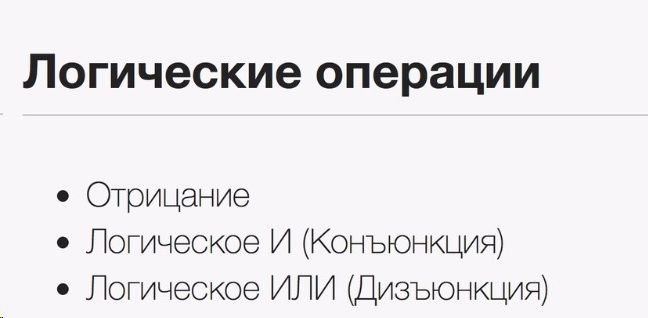 Логические операции
• Отрицание
• Логическое И (Конъюнкция)
• Логическое ИЛИ (Дизъюнкция)